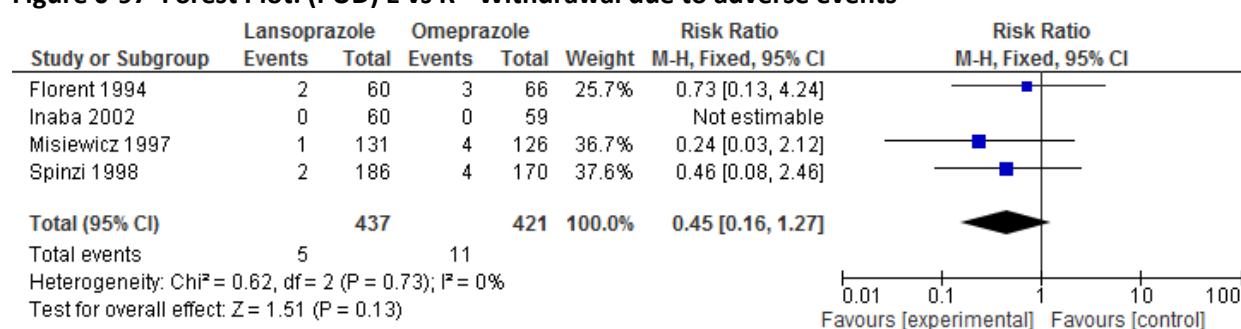 Figure 6-97 Forest Plot: (PUD) L vs R - Withdrawal due to adverse events
Lansoprazole Omeprazole Risk Ratio Risk Ratio
Study or Subgroup Events Total Events Total Weight M-H, Fixed, 95% CI M-H, Fixed, 95% CI
Florent 1994 2 60 3 66 25.7% 0.73 [0.13, 4.24]
Inaba 2002 0 60 0 59 Not estimable
Misiewicz 1997 1 131 4 126 36.7% 0.24 [0.03, 2.12]
Spinzi 1998 2 186 4 170 37.6% 0.46 [0.08, 2.46]
Total (95% CI) 437 421 100.0% 0.45 [0.16, 1.27]
Total events 5 11
Heterogeneity: Chi² = 0.62, df = 2 (P = 0.73); I² = 0%
Test for overall effect: Z = 1.51 (P = 0.13)
0.01 0.1 1 10 100
Favours [experimental] Favours [control]